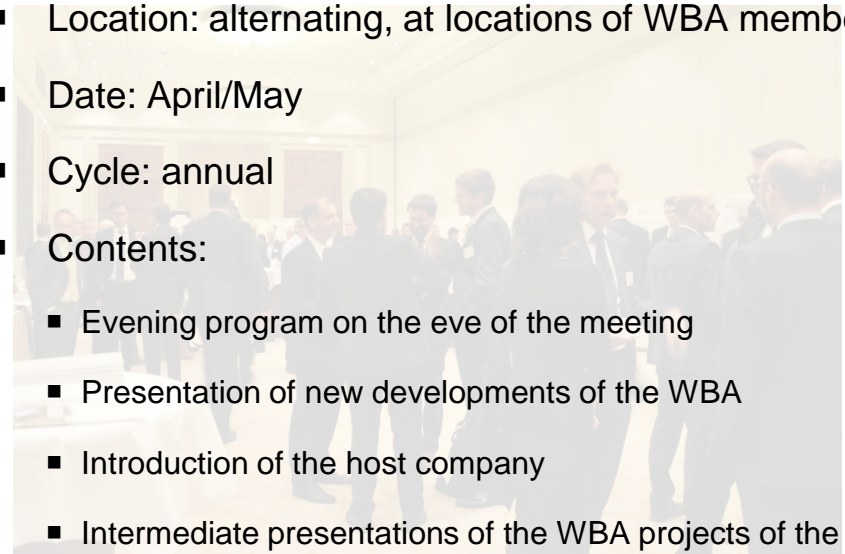 ▪ Location: alternating, at locations of WBA membe
▪ Date: April/May
▪ Cycle: annual
▪ Contents:
▪ Evening program on the eve of the meeting
▪ Presentation of new developments of the WBA
▪ Introduction of the host company
▪ Intermediate presentations of the WBA projects of the